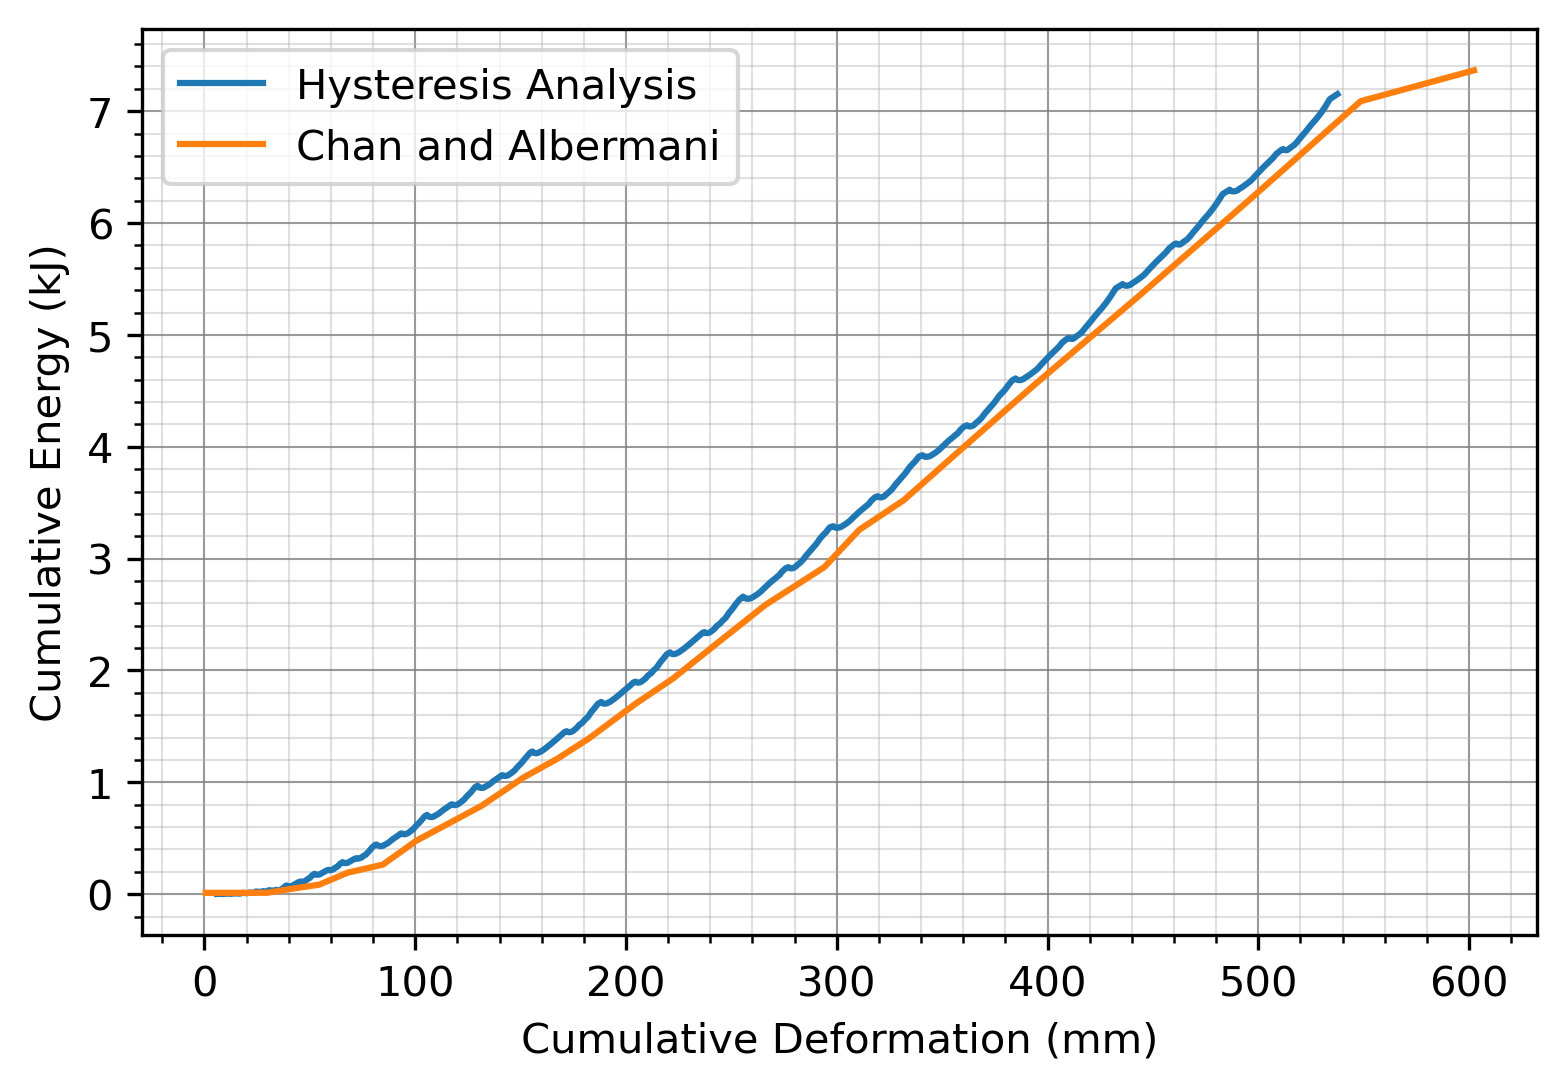 Hysteresis Analysis
Chan and Albermani
Cumulative Energy (kJ)
7
6
5
4
3
2
1
0
0 100 200 300 400 500 600
Cumulative Deformation (mm)